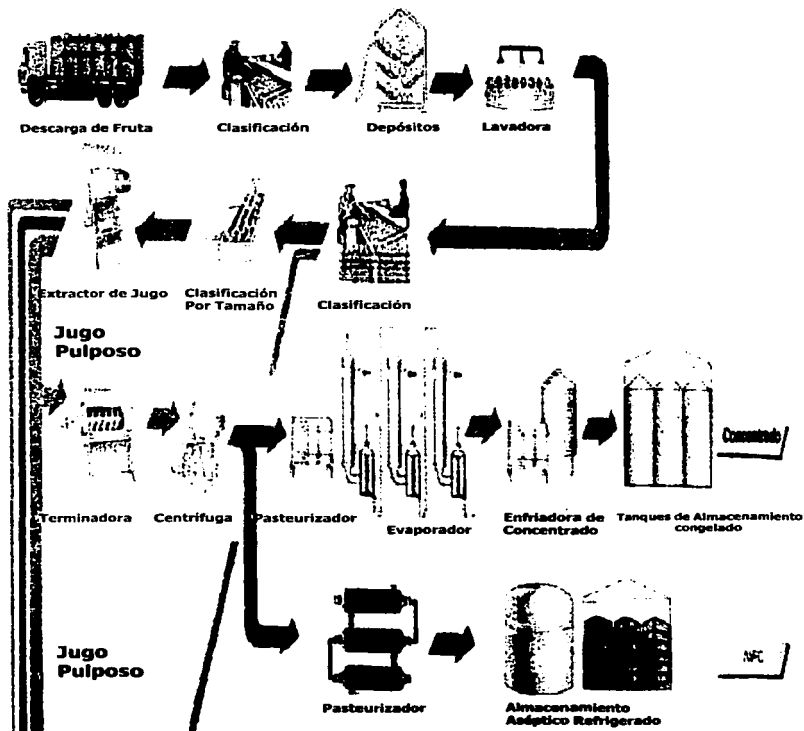 Descarga de Fruta
Clasificación
Depósitos
Lavadora
Extractor de Jugo
Clasificación
Por Tamaño
Clasificación
Jugo
Pulposo
Terminadora
Centrífuga
Pasteurizador
Evaporador
Enfriadora de
Concentrado
Tanques de Almacenamiento
congelado
Concentrado
Jugo
Pulposo
Pasteurizador
Almacenamiento
Aséptico Refrigerado
NFC